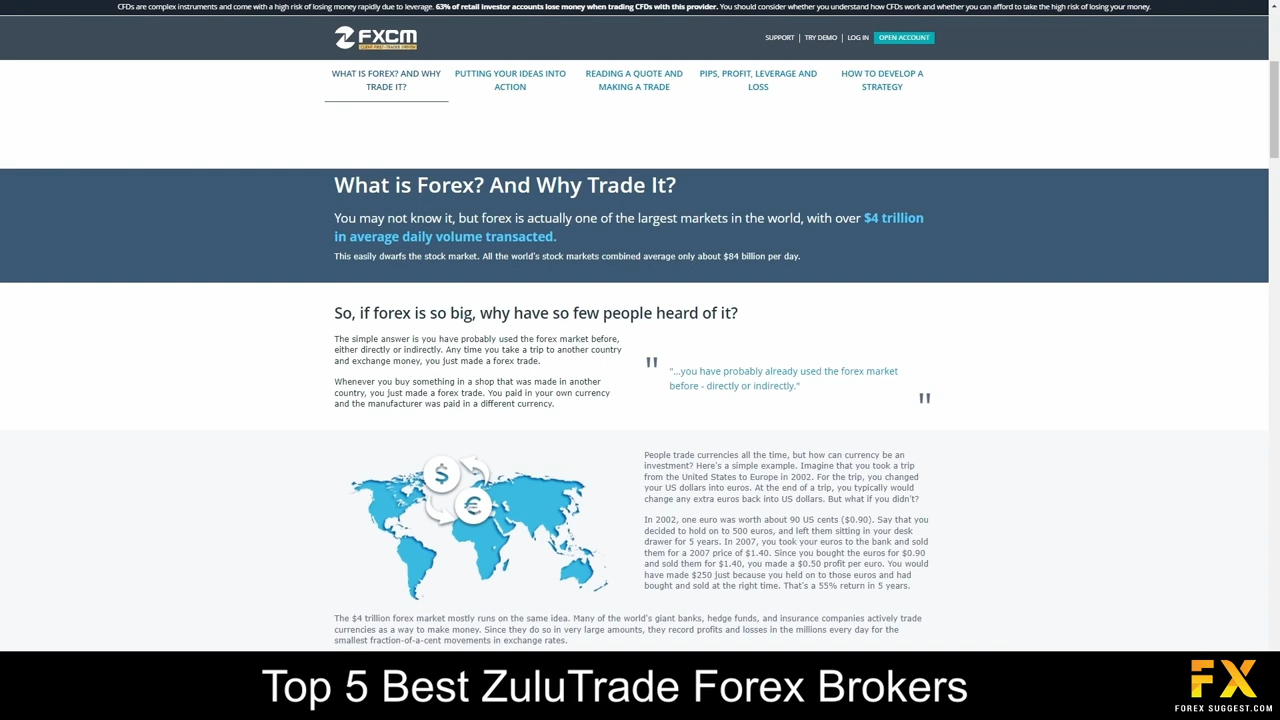 CFDs are complex instruments and come with a high risk of losing money rapidly due to leverage. 63% of retail investor accounts lose money when trading CFDs with this provider. You should consider whether you understand how CFDs work and whether you can afford to take the high risk of losing your money.
FXCM
CLIENT FIRST-TRADER DRIVEN
SUPPORT | TRY DEMO | LOG IN OPEN ACCOUNT
WHAT IS FOREX? AND WHY
TRADE IT?
PUTTING YOUR IDEAS INTO
ACTION
READING A QUOTE AND
MAKING A TRADE
PIPS, PROFIT, LEVERAGE AND
LOSS
HOW TO DEVELOP A
STRATEGY
What is Forex? And Why Trade It?
You may not know it, but forex is actually one of the largest markets in the world, with over $4 trillion
in average daily volume transacted.
This easily dwarfs the stock market. All the world's stock markets combined average only about $84 billion per day.
So, if forex is so big, why have so few people heard of it?
The simple answer is you have probably used the forex market before,
either directly or indirectly. Any time you take a trip to another country
and exchange money, you just made a forex trade.
Whenever you buy something in a shop that was made in another
country, you just made a forex trade. You paid in your own currency
and the manufacturer was paid in a different currency.
"
"...you have probably already used the forex market
before - directly or indirectly."
"
$
€
People trade currencies all the time, but how can currency be an
investment? Here's a simple example. Imagine that you took a trip
from the United States to Europe in 2002. For the trip, you changed
your US dollars into euros. At the end of a trip, you typically would
change any extra euros back into US dollars. But what if you didn't?
In 2002, one euro was worth about 90 US cents ($0.90). Say that you
decided to hold on to 500 euros, and left them sitting in your desk
drawer for 5 years. In 2007, you took your euros to the bank and sold
them for a 2007 price of $1.40. Since you bought the euros for $0.90
and sold them for $1.40, you made a $0.50 profit per euro. You would
have made $250 just because you held on to those euros and had
bought and sold at the right time. That's a 55% return in 5 years.
The $4 trillion forex market mostly runs on the same idea. Many of the world's giant banks, hedge funds, and insurance companies actively trade
currencies as a way to make money. Since they do so in very large amounts, they record profits and losses in the millions every day for the
smallest fraction-of-a-cent movements in exchange rates.
Top 5 Best ZuluTrade Forex Brokers
FX
FOREX SUGGEST.COM